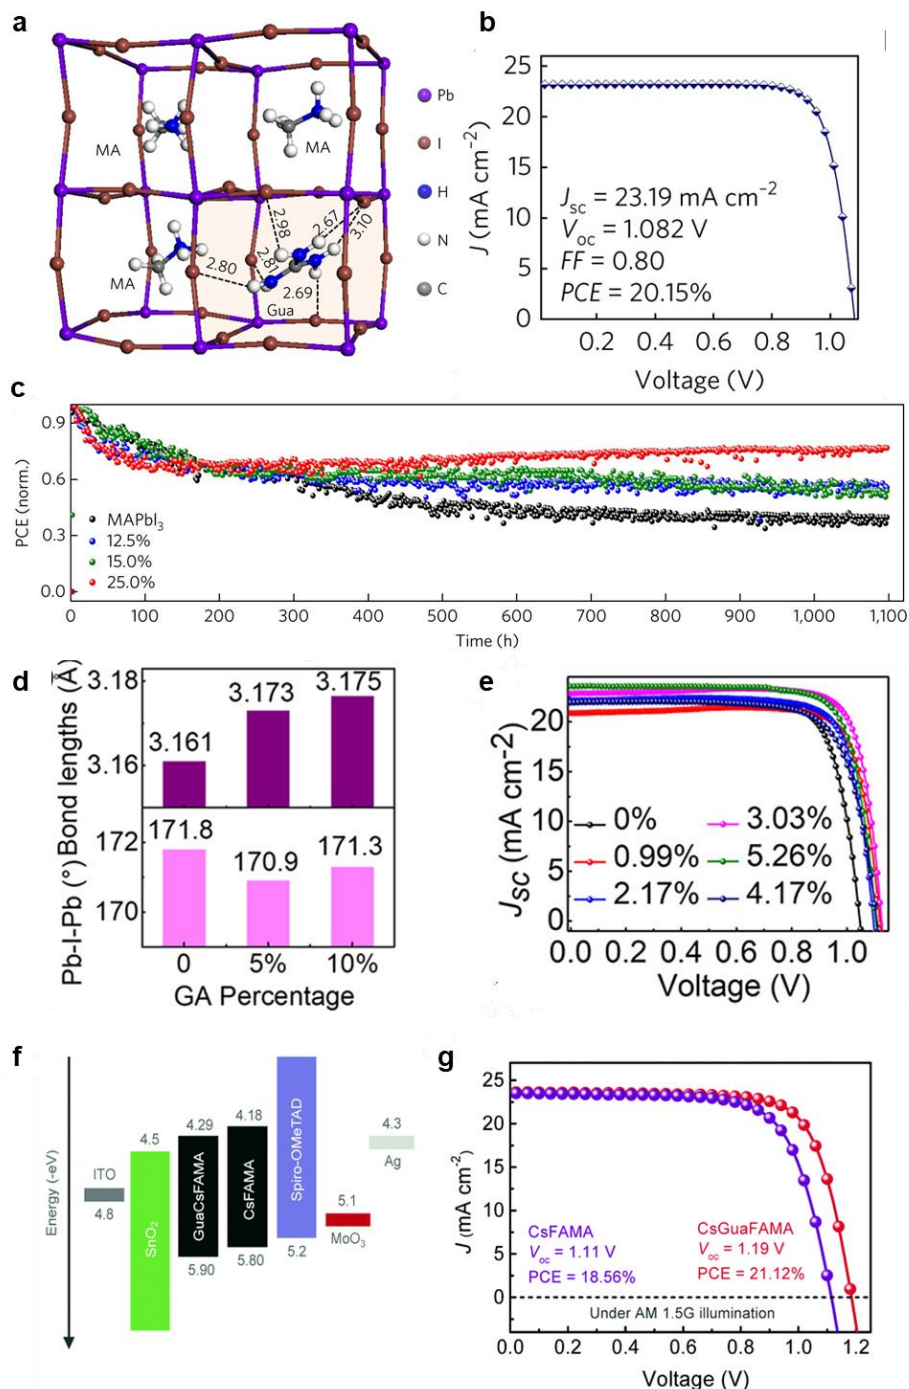 a
MA
MA
MA
Gua
2.98
2.67
3.10
2.81
2.80
2.69
Pb
I
H
N
C
b
J (mA cm⁻²)
25
20
15
10
5
0
J_sc = 23.19 mA cm⁻²
V_oc = 1.082 V
FF = 0.80
PCE = 20.15%
0.2 0.4 0.6 0.8 1.0
Voltage (V)
c
PCE (norm.)
0.9
0.6
0.3
0.0
MAPbI₃
12.5%
15.0%
25.0%
0 100 200 300 400 500 600 700 800 900 1,000 1,100
Time (h)
d
Pb-I-Pb (°) Bond lengths (Å)
3.18
3.16
3.161
3.173
3.175
172
170
171.8
170.9
171.3
0 5% 10%
GA Percentage
e
J_SC (mA cm-2)
20
15
10
5
0
0%
0.99%
2.17%
3.03%
5.26%
4.17%
0.0 0.2 0.4 0.6 0.8 1.0
Voltage (V)
f
Energy (-eV)
ITO
4.8
4.5
SnO₂
4.29
GuaCsFAMA
5.90
4.18
CsFAMA
5.80
Spiro-OMeTAD
5.2
5.1
MoO₃
4.3
Ag
g
J (mA cm⁻²)
25
20
15
10
5
0
CsFAMA
V_oc = 1.11 V
PCE = 18.56%
CsGuaFAMA
V_oc = 1.19 V
PCE = 21.12%
Under AM 1.5G illumination
0.0 0.2 0.4 0.6 0.8 1.0 1.2
Voltage (V)